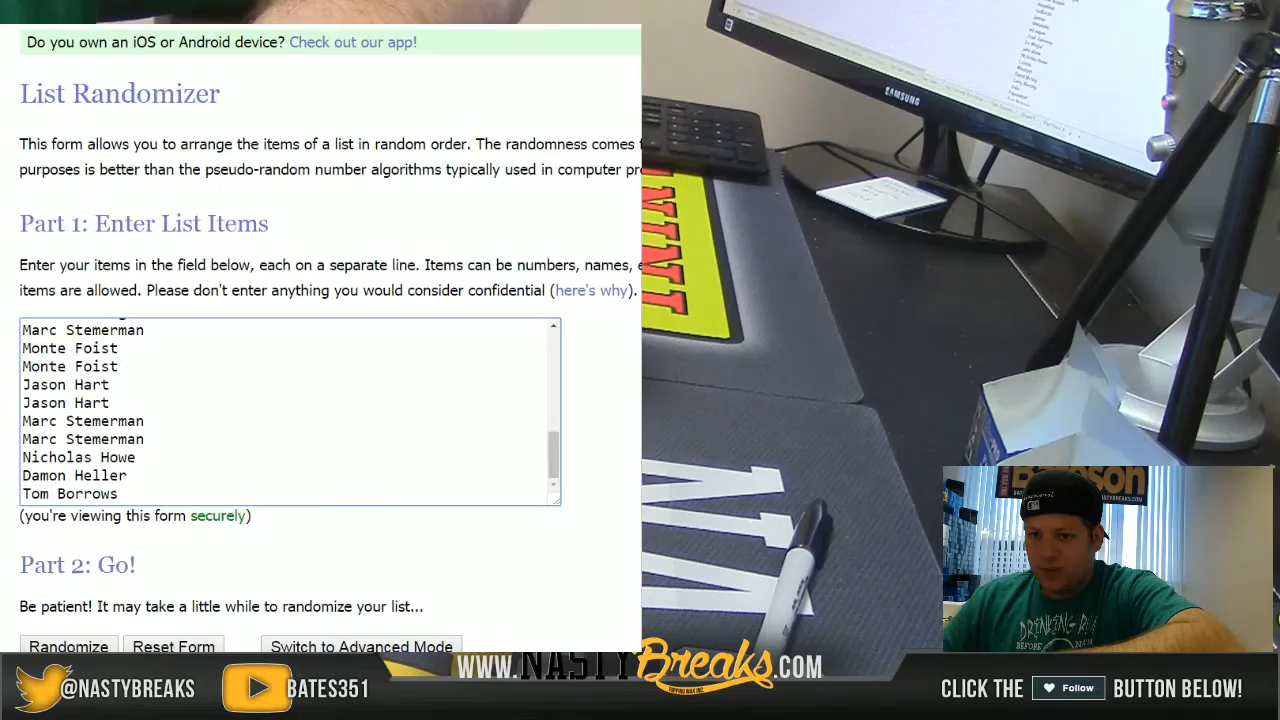 Do you own an iOS or Android device? Check out our app!
List Randomizer
This form allows you to arrange the items of a list in random order. The randomness comes
purposes is better than the pseudo-random number algorithms typically used in computer pr
Part 1: Enter List Items
Enter your items in the field below, each on a separate line. Items can be numbers, names, e
items are allowed. Please don't enter anything you would consider confidential (here's why).
Marc Stemerman
Monte Foist
Monte Foist
Jason Hart
Jason Hart
Marc Stemerman
Marc Stemerman
Nicholas Howe
Damon Heller
Tom Borrows
(you're viewing this form securely)
Part 2: Go!
Be patient! It may take a little while to randomize your list...
Randomize Reset Form Switch to Advanced Mode
SAMSUNG
@NASTYBREAKS
BATES351
WWW.NASTYBreaks.COM
RIPPING WAX INC.
CLICK THE Follow BUTTON BELOW!